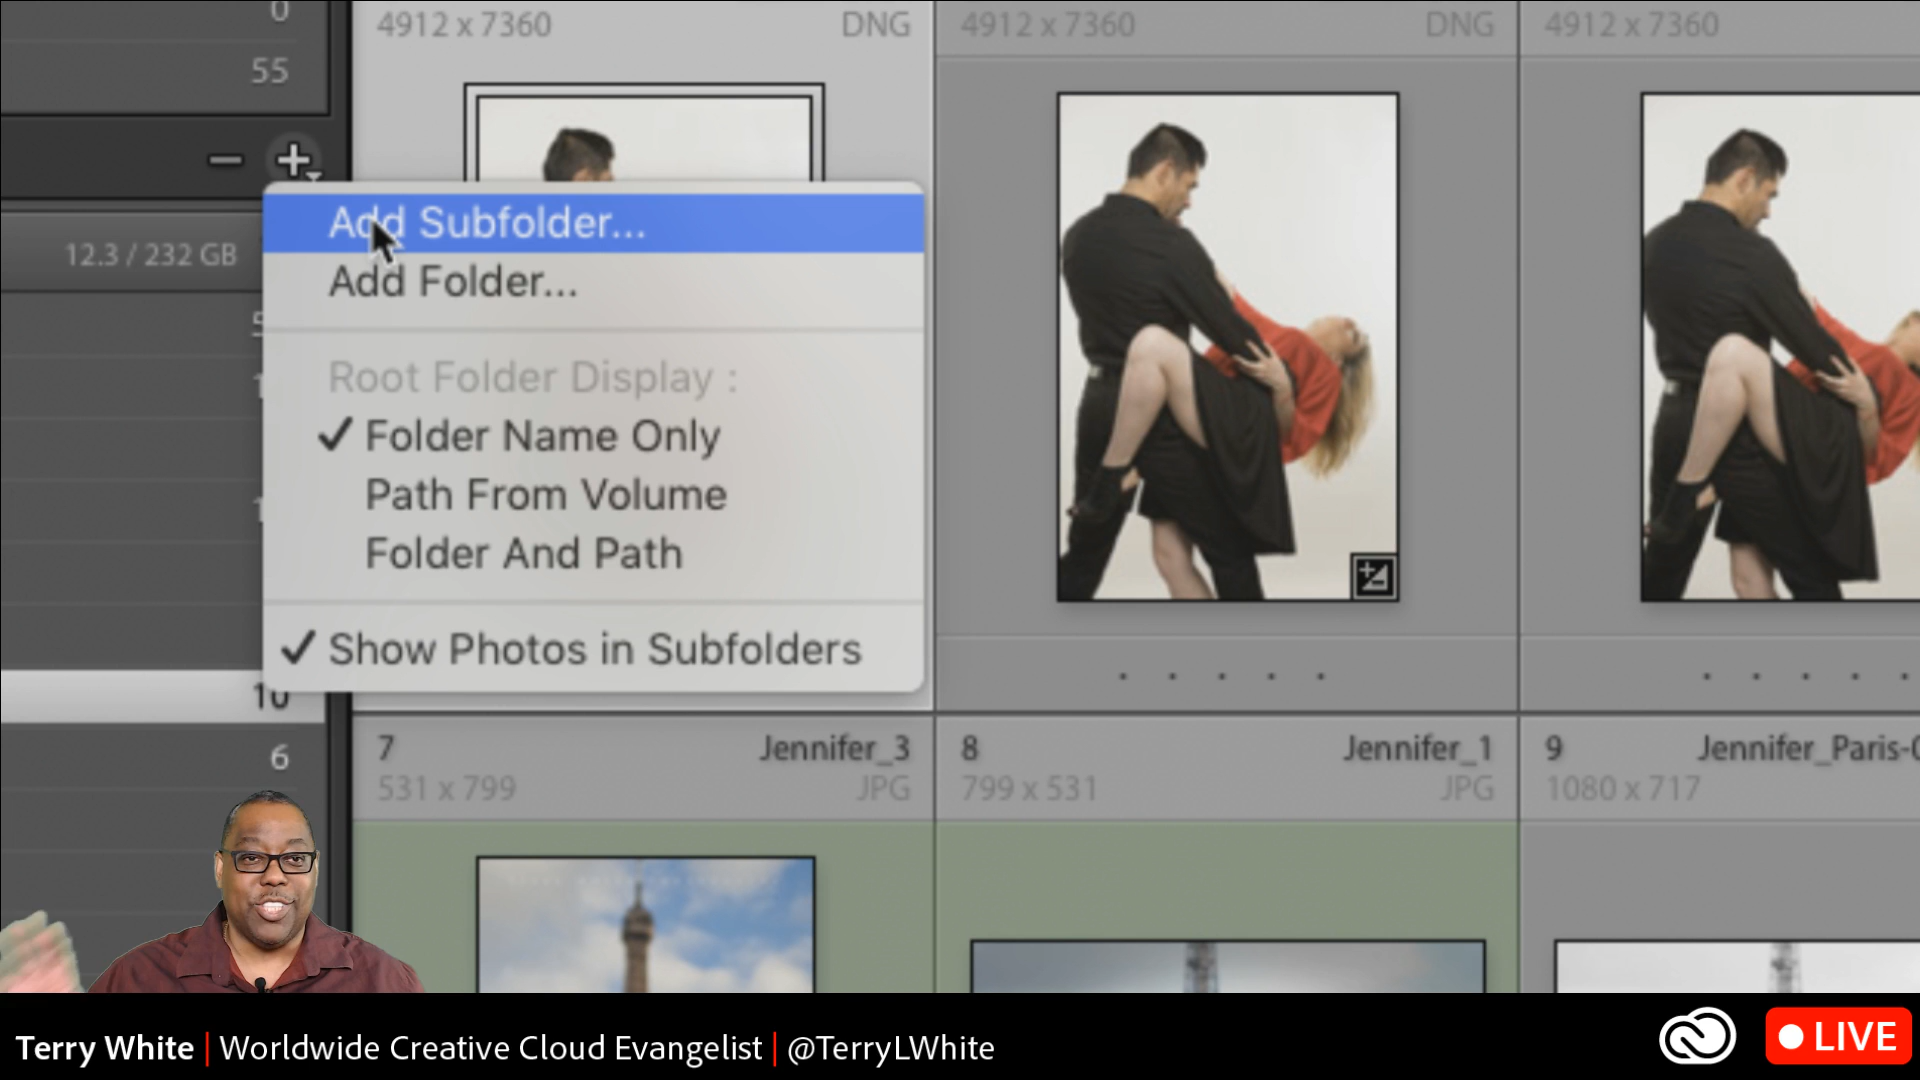 0
55
4912 x 7360 DNG
4912 x 7360 DNG
4912 x 7360
12.3 / 232 GB
Add Subfolder...
Add Folder...
Root Folder Display :
Folder Name Only
Path From Volume
Folder And Path
Show Photos in Subfolders
10
6
7 Jennifer_3
531 x 799 JPG
8 Jennifer_1
799 x 531 JPG
9 Jennifer_Paris-
1080 x 717
Terry White | Worldwide Creative Cloud Evangelist | @TerryLWhite
LIVE